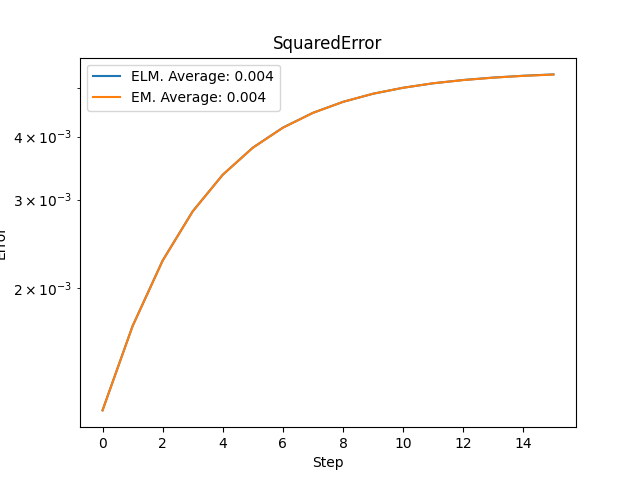 SquaredError
ELM. Average: 0.004
EM. Average: 0.004
4 × 10⁻³
3 × 10⁻³
2 × 10⁻³
Error
0 2 4 6 8 10 12 14
Step